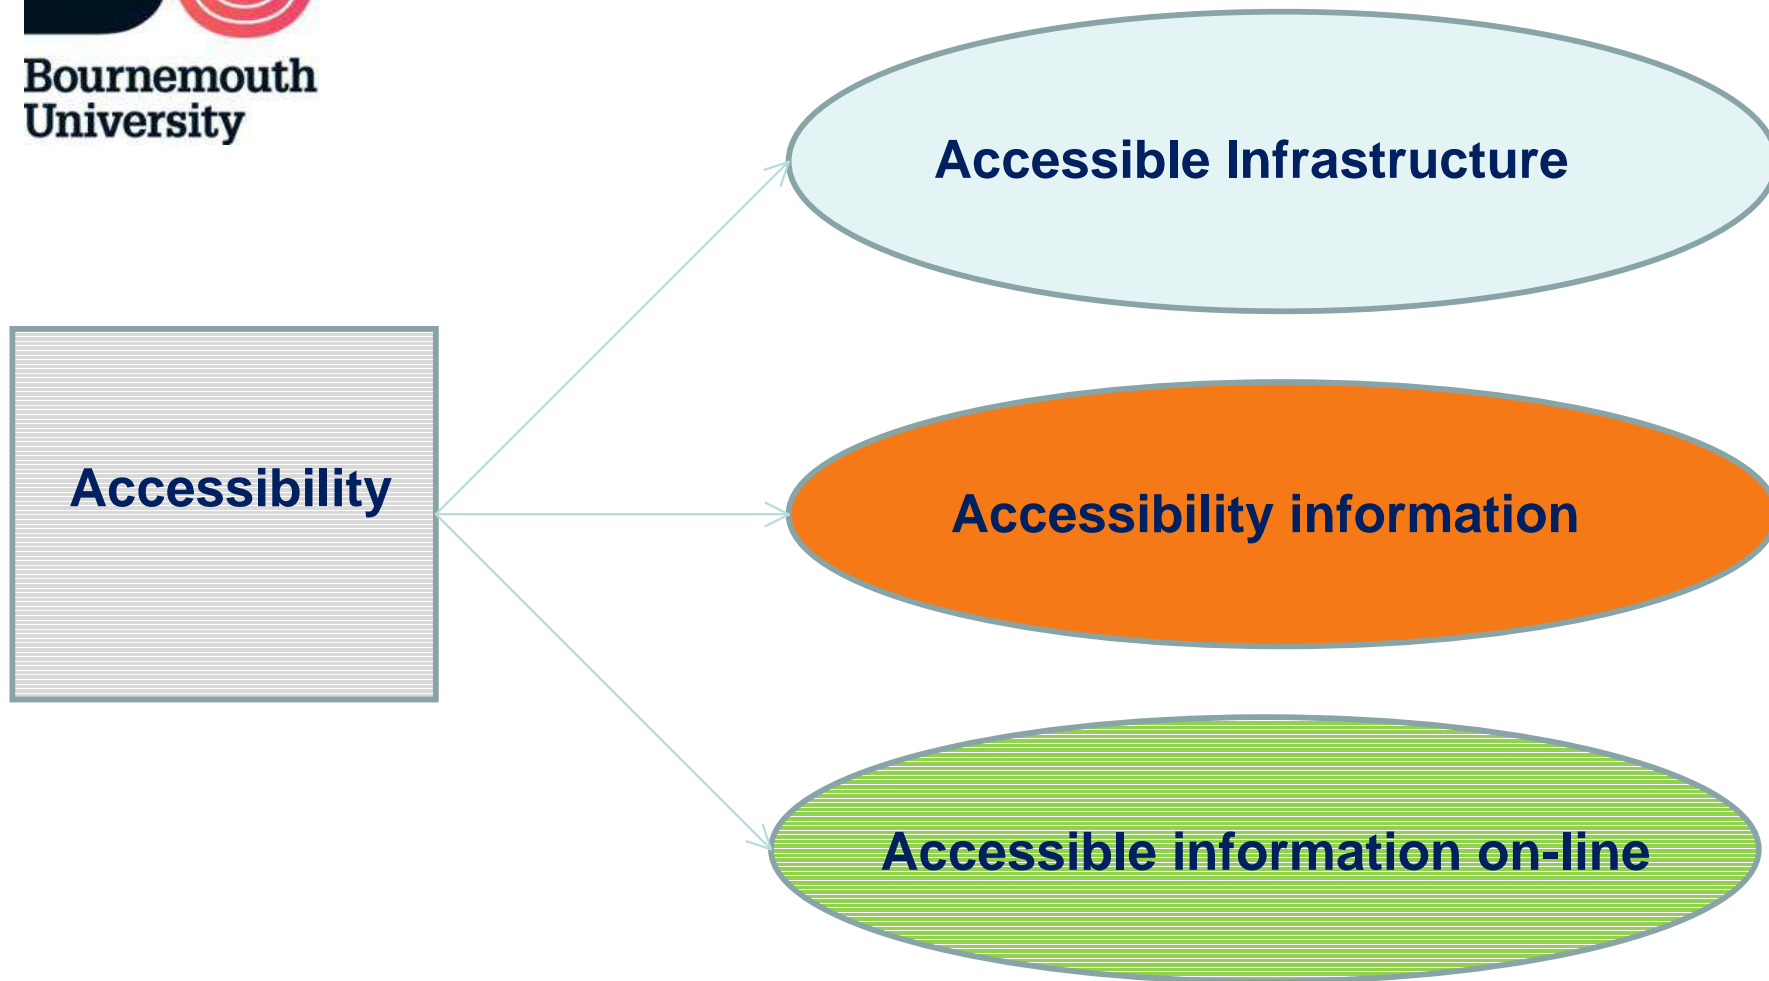 Bournemouth
University
Accessible Infrastructure
Accessibility
Accessibility information
Accessible information on-line